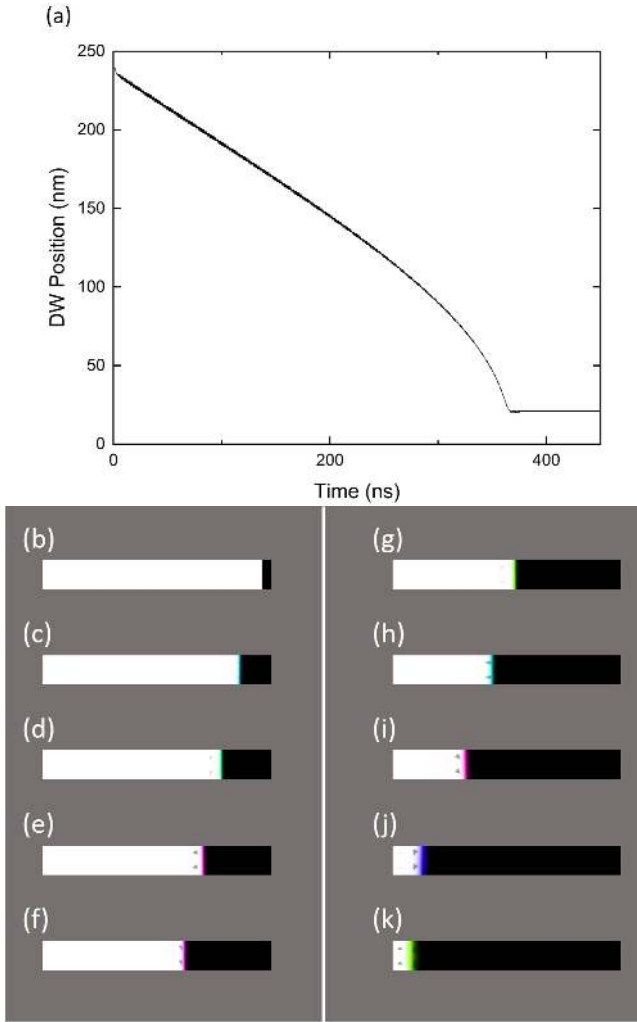 (a)
250
200
150
100
50
0
DW Position (nm)
0 200 400
Time (ns)
(b)
(c)
(d)
(e)
(f)
(g)
(h)
(i)
(j)
(k)